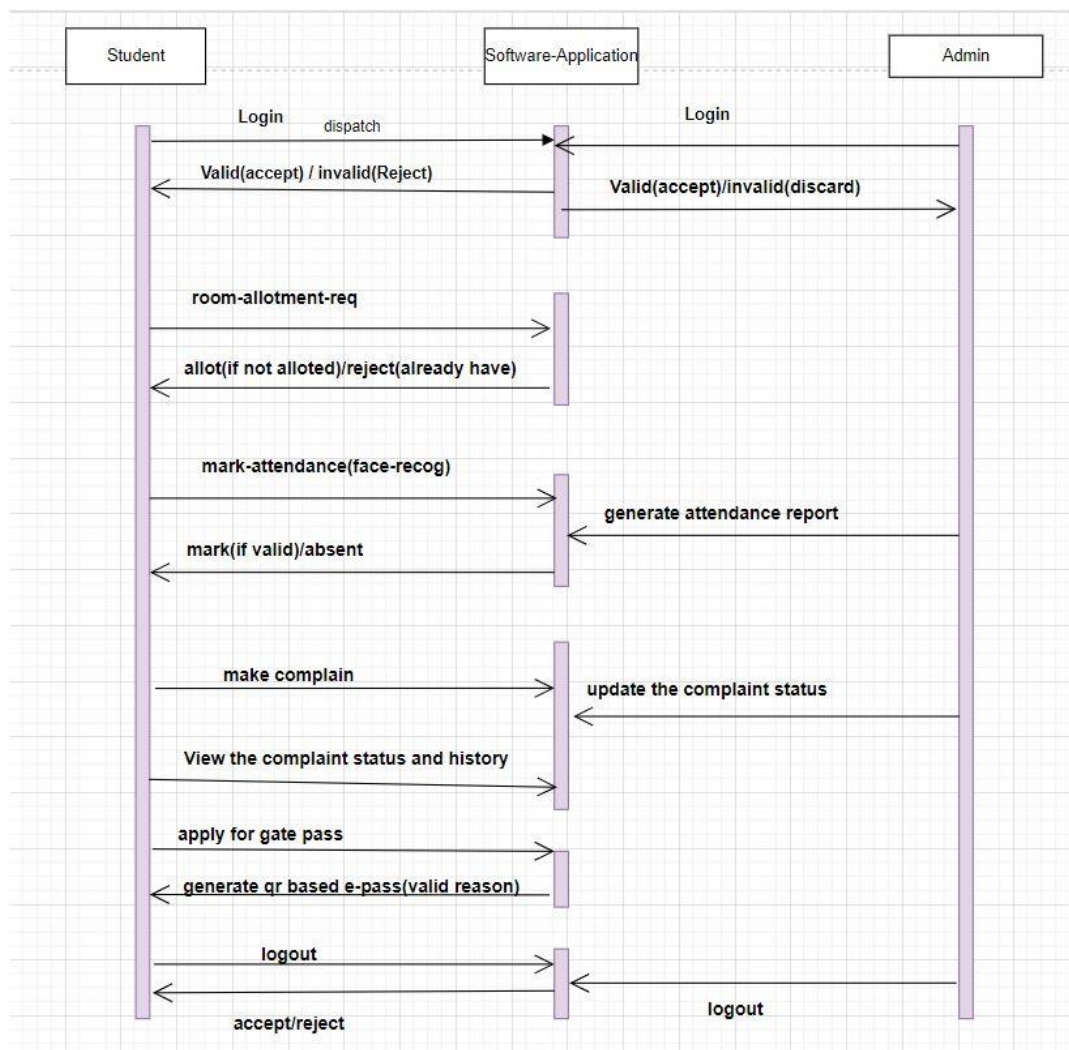 Student
Software-Application
Admin
Login
dispatch
Login
Valid(accept) / invalid(Reject)
Valid(accept)/invalid(discard)
room-allotment-req
allot(if not alloted)/reject(already have)
mark-attendance(face-recog)
generate attendance report
mark(if valid)/absent
make complain
update the complaint status
View the complaint status and history
apply for gate pass
generate qr based e-pass(valid reason)
logout
logout
accept/reject